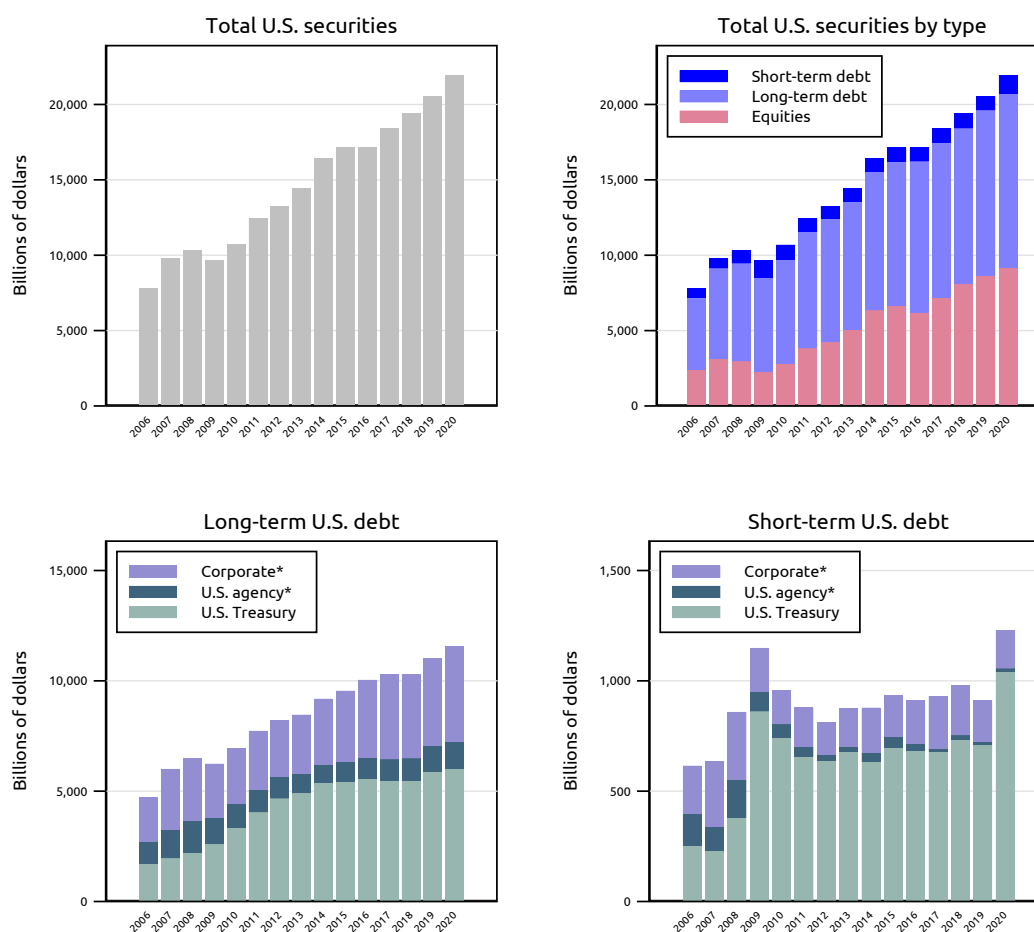 Total U.S. securities
Billions of dollars
20,000
15,000
10,000
5,000
0
2006 2007 2008 2009 2010 2011 2012 2013 2014 2015 2016 2017 2018 2019 2020
Total U.S. securities by type
Billions of dollars
Short-term debt
Long-term debt
Equities
20,000
15,000
10,000
5,000
0
2006 2007 2008 2009 2010 2011 2012 2013 2014 2015 2016 2017 2018 2019 2020
Long-term U.S. debt
Billions of dollars
Corporate*
U.S. agency*
U.S. Treasury
15,000
10,000
5,000
0
2006 2007 2008 2009 2010 2011 2012 2013 2014 2015 2016 2017 2018 2019 2020
Short-term U.S. debt
Billions of dollars
Corporate*
U.S. agency*
U.S. Treasury
1,500
1,000
500
0
2006 2007 2008 2009 2010 2011 2012 2013 2014 2015 2016 2017 2018 2019 2020